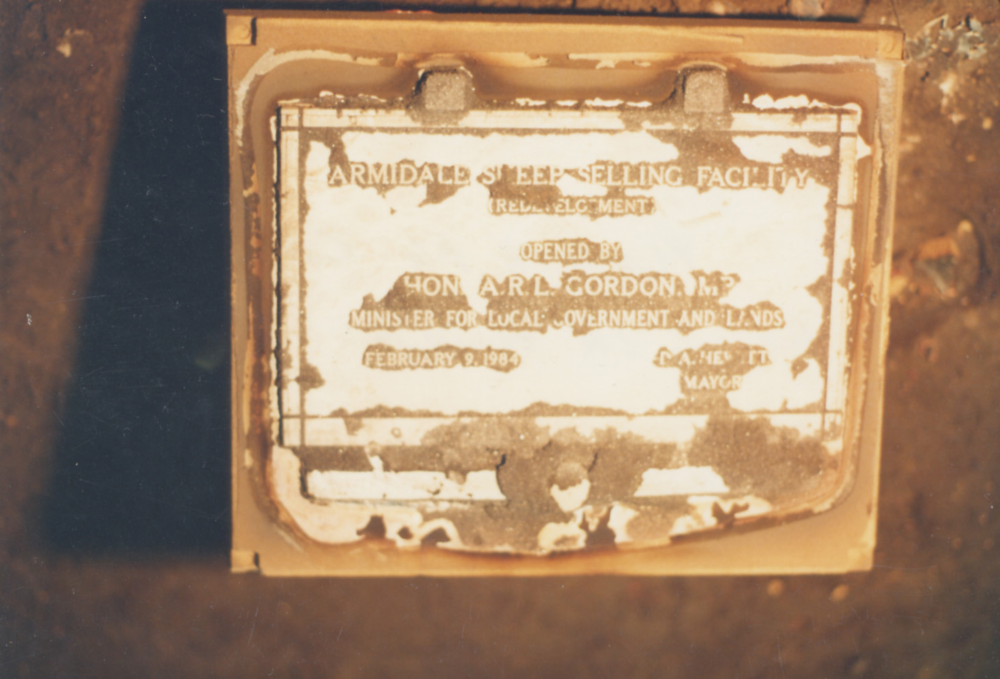 ARMIDALE SHEEP SELLING FACILITY
(REDEVELOPMENT)
OPENED BY
HON. A.R.L. GORDON. MP
MINISTER FOR LOCAL GOVERNMENT AND LANDS
FEBRUARY 9. 1984
MAYOR